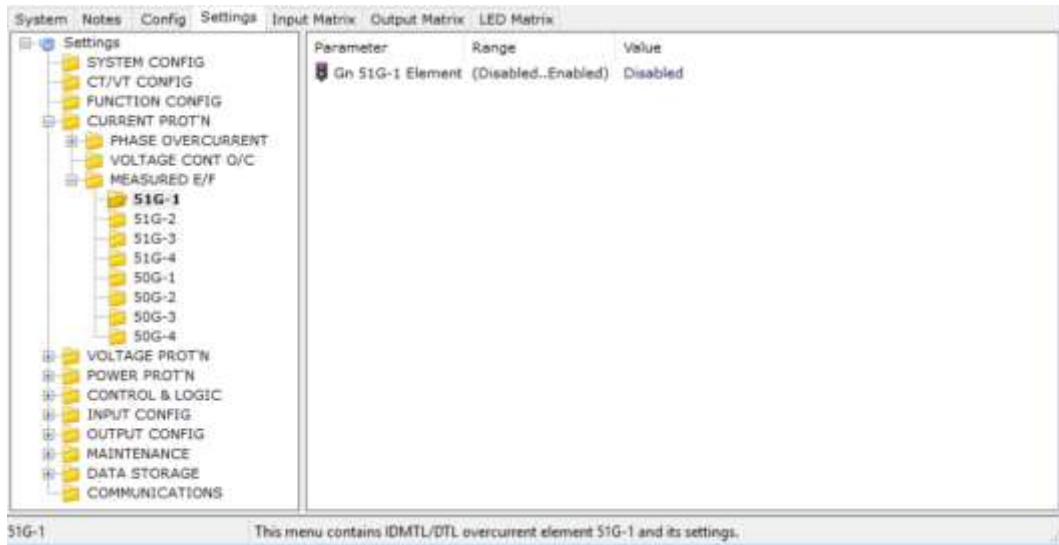 System Notes Config Settings Input Matrix Output Matrix LED Matrix
Settings
SYSTEM CONFIG
CT/VT CONFIG
FUNCTION CONFIG
CURRENT PROT'N
PHASE OVERCURRENT
VOLTAGE CONT O/C
MEASURED E/F
51G-1
51G-2
51G-3
51G-4
50G-1
50G-2
50G-3
50G-4
VOLTAGE PROT'N
POWER PROT'N
CONTROL & LOGIC
INPUT CONFIG
OUTPUT CONFIG
MAINTENANCE
DATA STORAGE
COMMUNICATIONS
Parameter Range Value
Gn 51G-1 Element (Disabled..Enabled) Disabled
51G-1 This menu contains IDMTL/DTL overcurrent element 51G-1 and its settings.